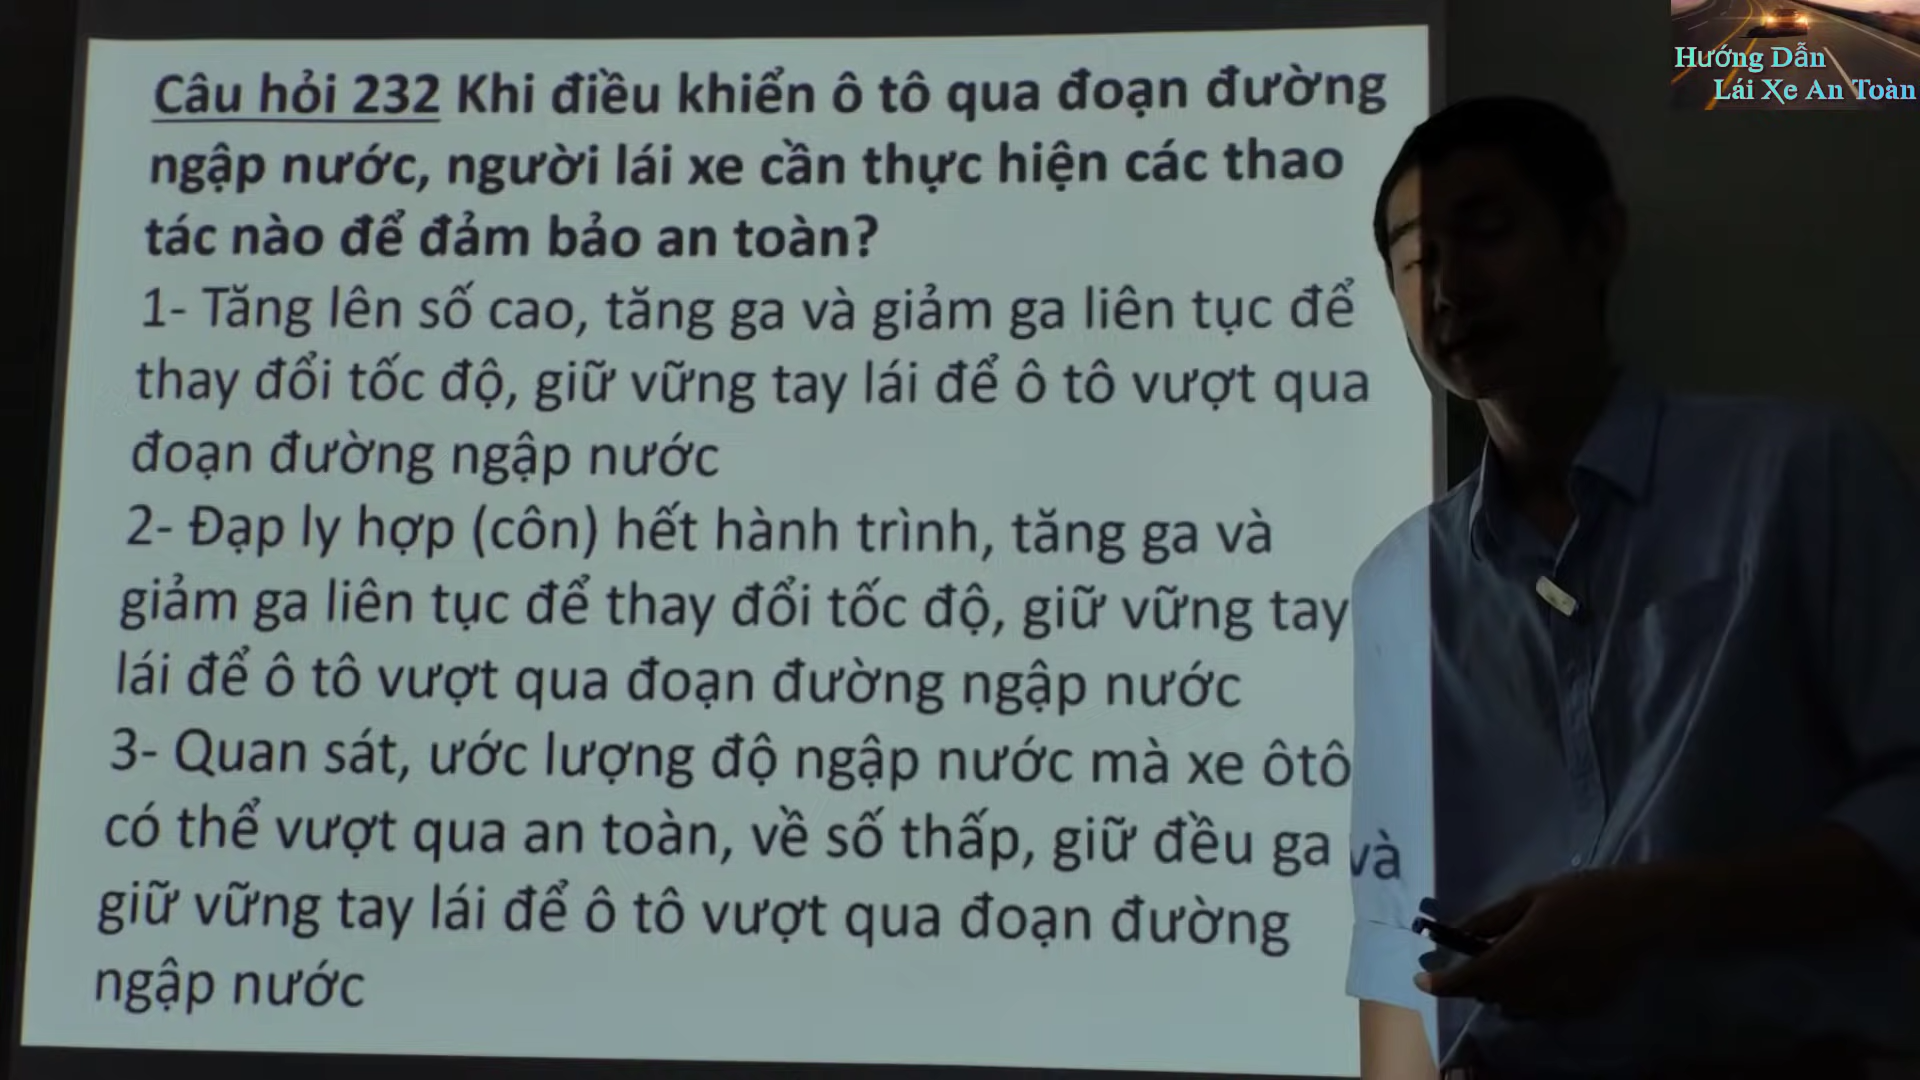 Hướng Dẫn
Lái Xe An Toàn
Câu hỏi 232 Khi điều khiển ô tô qua đoạn đường
ngập nước, người lái xe cần thực hiện các thao
tác nào để đảm bảo an toàn?
1- Tăng lên số cao, tăng ga và giảm ga liên tục để
thay đổi tốc độ, giữ vững tay lái để ô tô vượt qua
đoạn đường ngập nước
2- Đạp ly hợp (côn) hết hành trình, tăng ga và
giảm ga liên tục để thay đổi tốc độ, giữ vững tay
lái để ô tô vượt qua đoạn đường ngập nước
3- Quan sát, ước lượng độ ngập nước mà xe ôtô
có thể vượt qua an toàn, về số thấp, giữ đều ga và
giữ vững tay lái để ô tô vượt qua đoạn đường
ngập nước